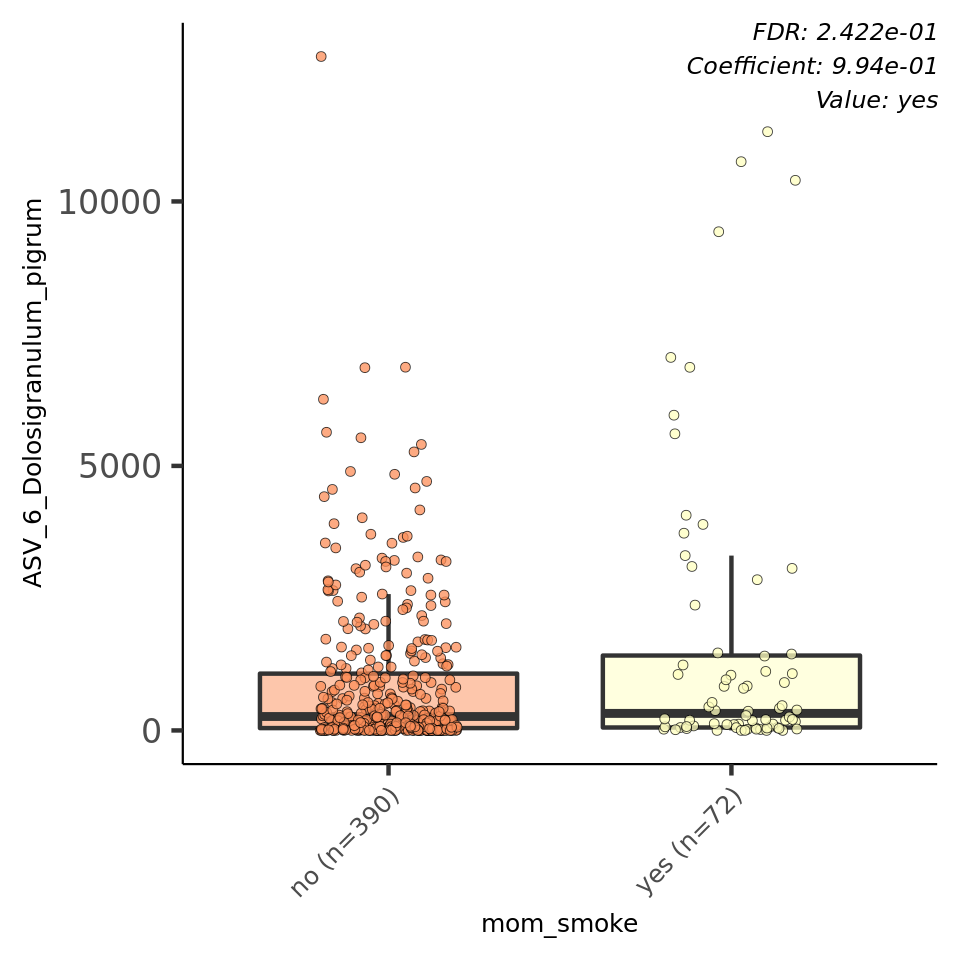 FDR: 2.422e-01
Coefficient: 9.94e-01
Value: yes
ASV_6_Dolosigranulum_pigrum
10000
5000
0
no (n=390)
yes (n=72)
mom_smoke